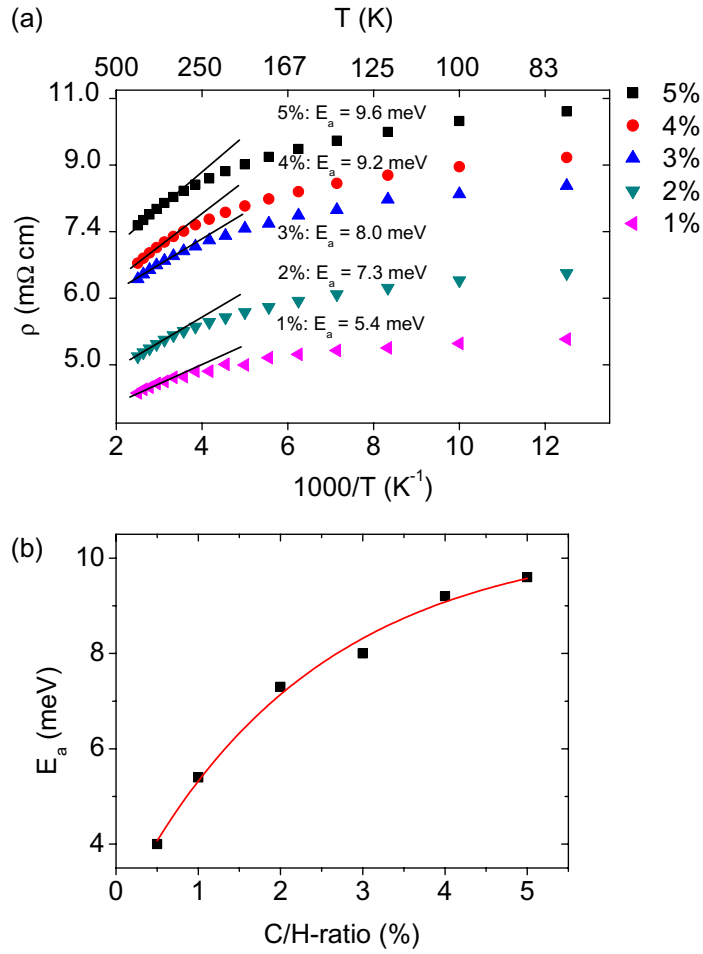 (a)
T (K)
500 250 167 125 100 83
11.0
9.0
7.4
6.0
5.0
ρ (mΩ cm)
5%: Eₐ = 9.6 meV
4%: Eₐ = 9.2 meV
3%: Eₐ = 8.0 meV
2%: Eₐ = 7.3 meV
1%: Eₐ = 5.4 meV
5%
4%
3%
2%
1%
2 4 6 8 10 12
1000/T (K⁻¹)
(b)
10
8
6
4
Eₐ (meV)
0 1 2 3 4 5
C/H-ratio (%)